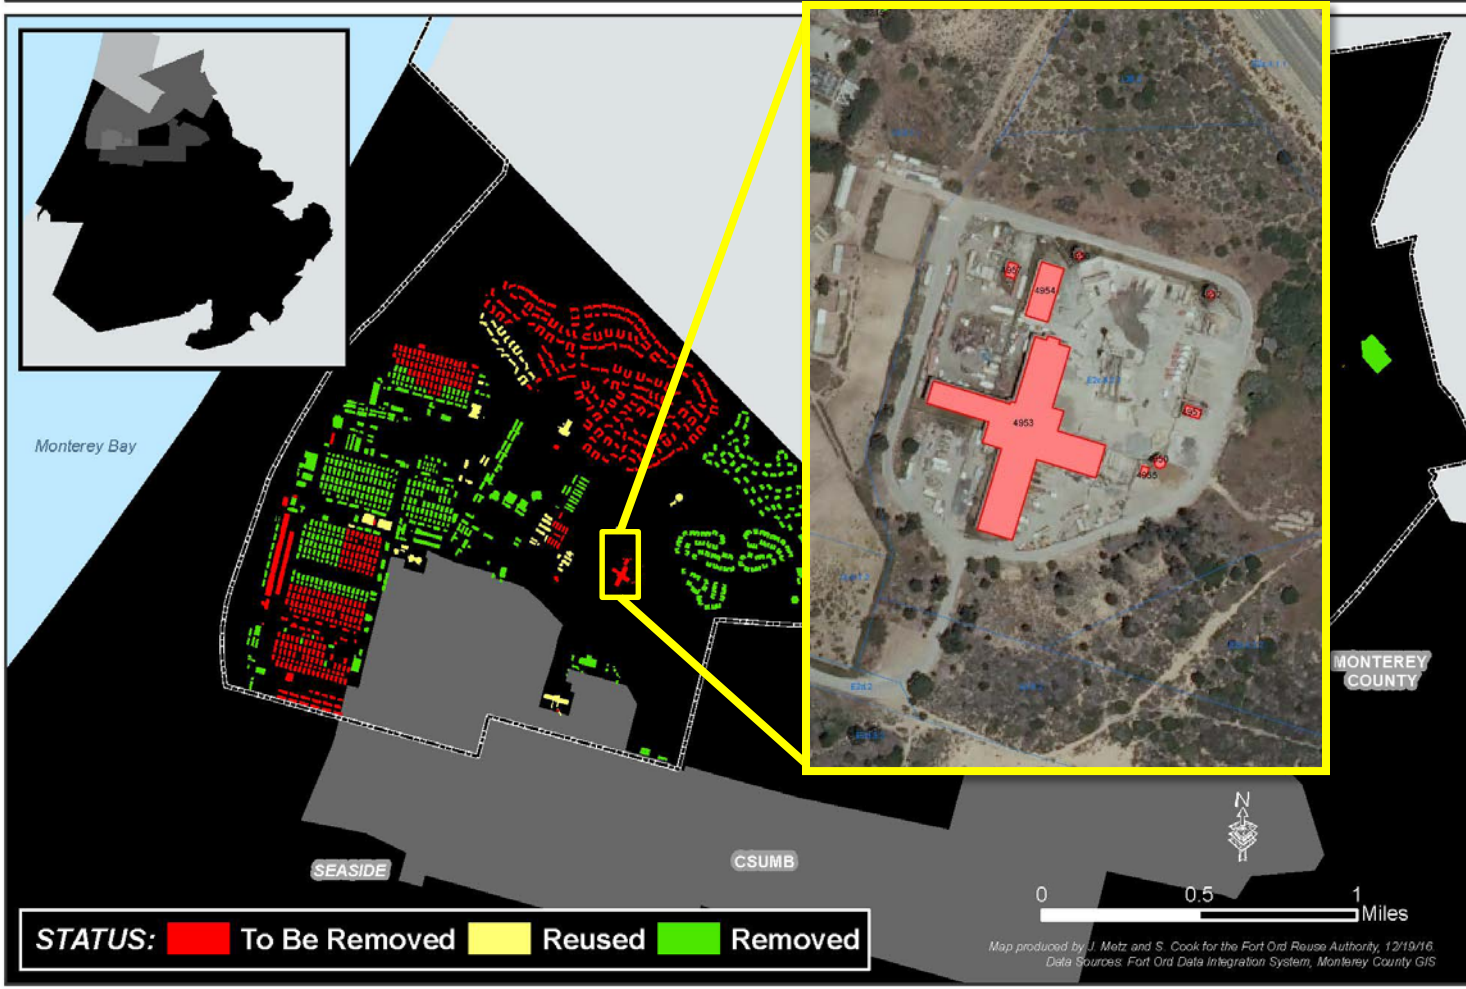 Monterey Bay
4954
4953
4955
MONTEREY
COUNTY
N
CSUMB
SEASIDE
0 0.5 1
Miles
STATUS: To Be Removed Reused Removed
Map produced by J. Metz and S. Cook for the Fort Ord Reuse Authority, 12/19/16.
Data Sources: Fort Ord Data Integration System, Monterey County GIS